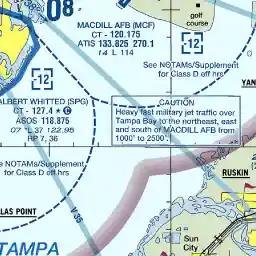 08
MACDILL AFB (MCF)
CT - 120.175
ATIS 133.825 270.1
14 L 114
golf
course
12
See NOTAMs/Supplement
for Class D eff hrs
12
YAN
ALBERT WHITTED (SPG)
CT - 127.4 ★ C
ASOS 118.875
07 *L 37 122.95
RP 7, 36
CAUTION
Heavy fast military jet traffic over
Tampa Bay to the northeast, east
and south of MACDILL AFB from
1000' to 2500'.
e NOTAMs/Supplement
for Class D eff hrs
RUSKIN
LAS POINT
V 35
TAMPA
Sun
City